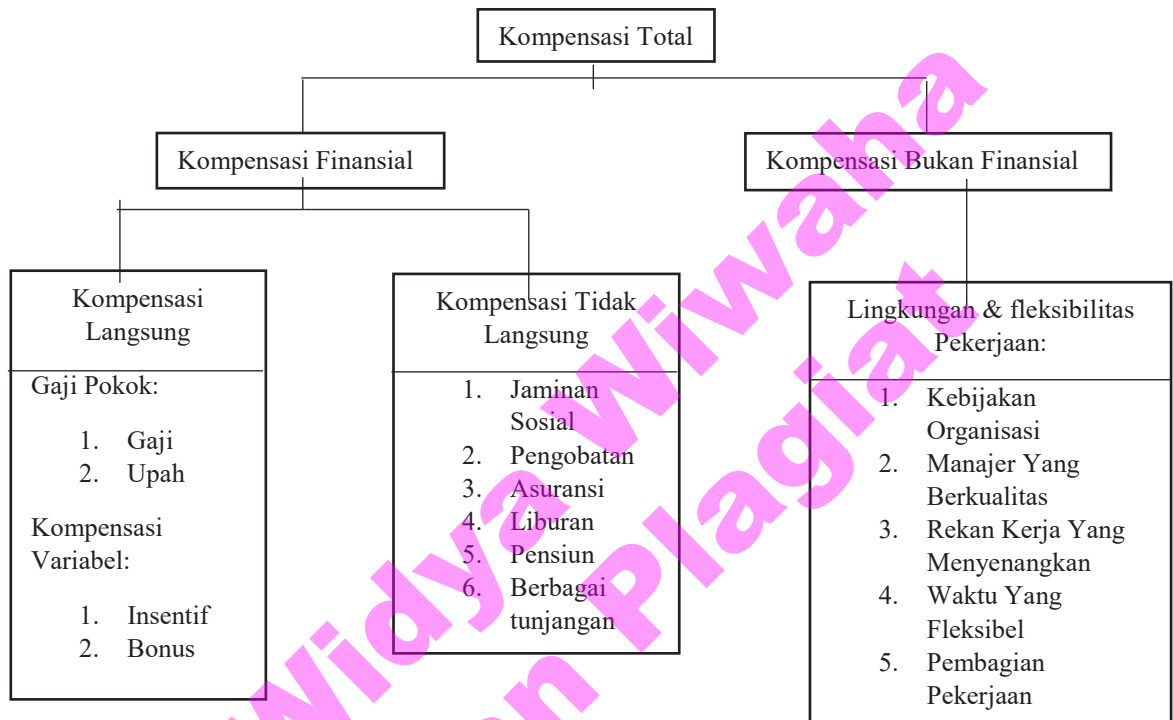 Kompensasi Total
Kompensasi Finansial
Kompensasi Bukan Finansial
Kompensasi
Langsung
Gaji Pokok:
1. Gaji
2. Upah
Kompensasi
Variabel:
1. Insentif
2. Bonus
Kompensasi Tidak
Langsung
1. Jaminan
Sosial
2. Pengobatan
3. Asuransi
4. Liburan
5. Pensiun
6. Berbagai
tunjangan
Lingkungan & fleksibilitas
Pekerjaan:
1. Kebijakan
Organisasi
2. Manajer Yang
Berkualitas
3. Rekan Kerja Yang
Menyenangkan
4. Waktu Yang
Fleksibel
5. Pembagian
Pekerjaan
Widya Wiwaha
Plagiat